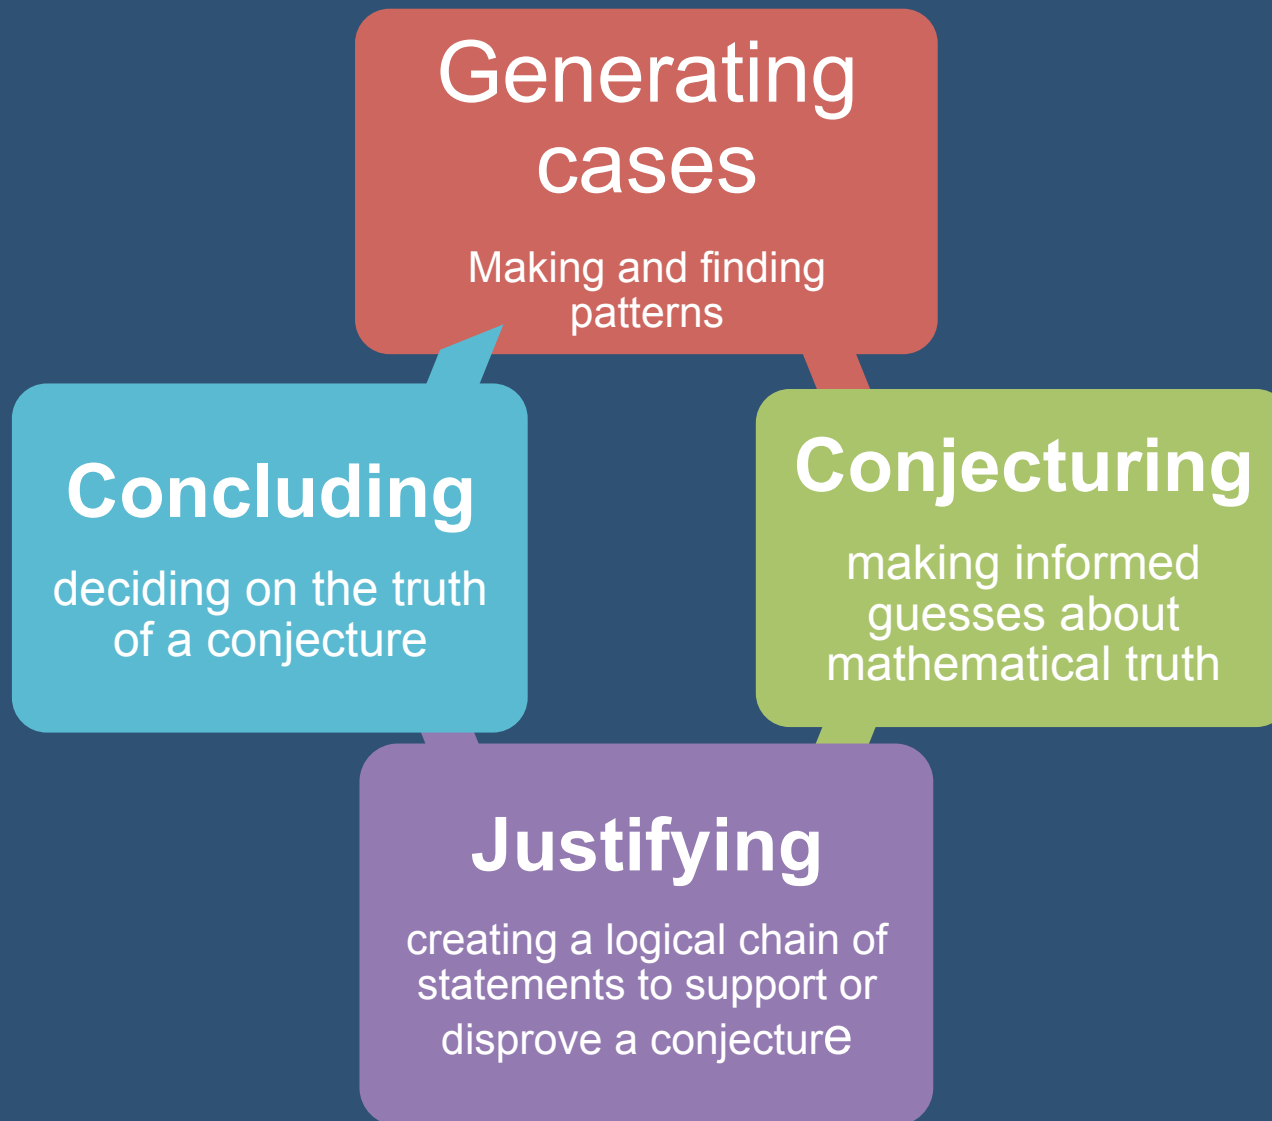 Generating
cases
Making and finding
patterns
Concluding
deciding on the truth
of a conjecture
Conjecturing
making informed
guesses about
mathematical truth
Justifying
creating a logical chain of
statements to support or
disprove a conjecture